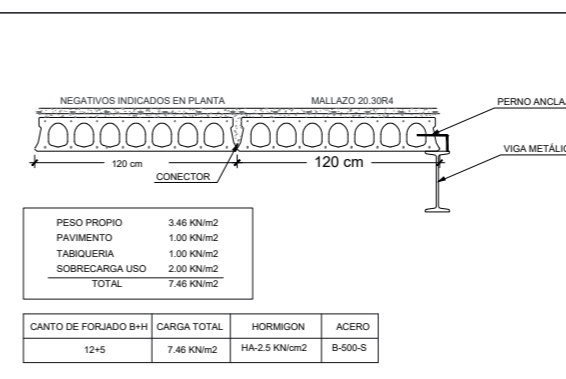 NEGATIVOS INDICADOS EN PLANTA MALLAZO 20.30R4
PERNO ANCLA
VIGA METÁLIC
120 cm 120 cm
CONECTOR
PESO PROPIO 3.46 KN/m2
PAVIMENTO 1.00 KN/m2
TABIQUERIA 1.00 KN/m2
SOBRECARGA USO 2.00 KN/m2
TOTAL 7.46 KN/m2
CANTO DE FORJADO B+H CARGA TOTAL HORMIGON ACERO
12+5 7.46 KN/m2 HA-2.5 KN/cm2 B-500-S